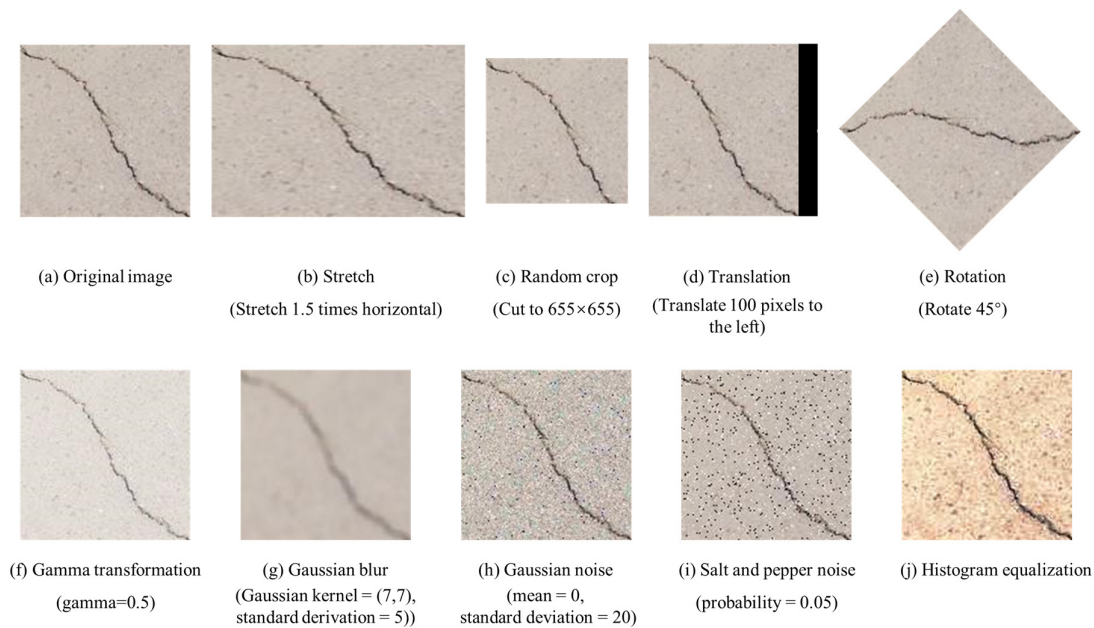 (a) Original image
(b) Stretch
(Stretch 1.5 times horizontal)
(c) Random crop
(Cut to 655×655)
(d) Translation
(Translate 100 pixels to
the left)
(e) Rotation
(Rotate 45°)
(f) Gamma transformation
(gamma=0.5)
(g) Gaussian blur
(Gaussian kernel = (7,7),
standard derivation = 5))
(h) Gaussian noise
(mean = 0,
standard deviation = 20)
(i) Salt and pepper noise
(probability = 0.05)
(j) Histogram equalization